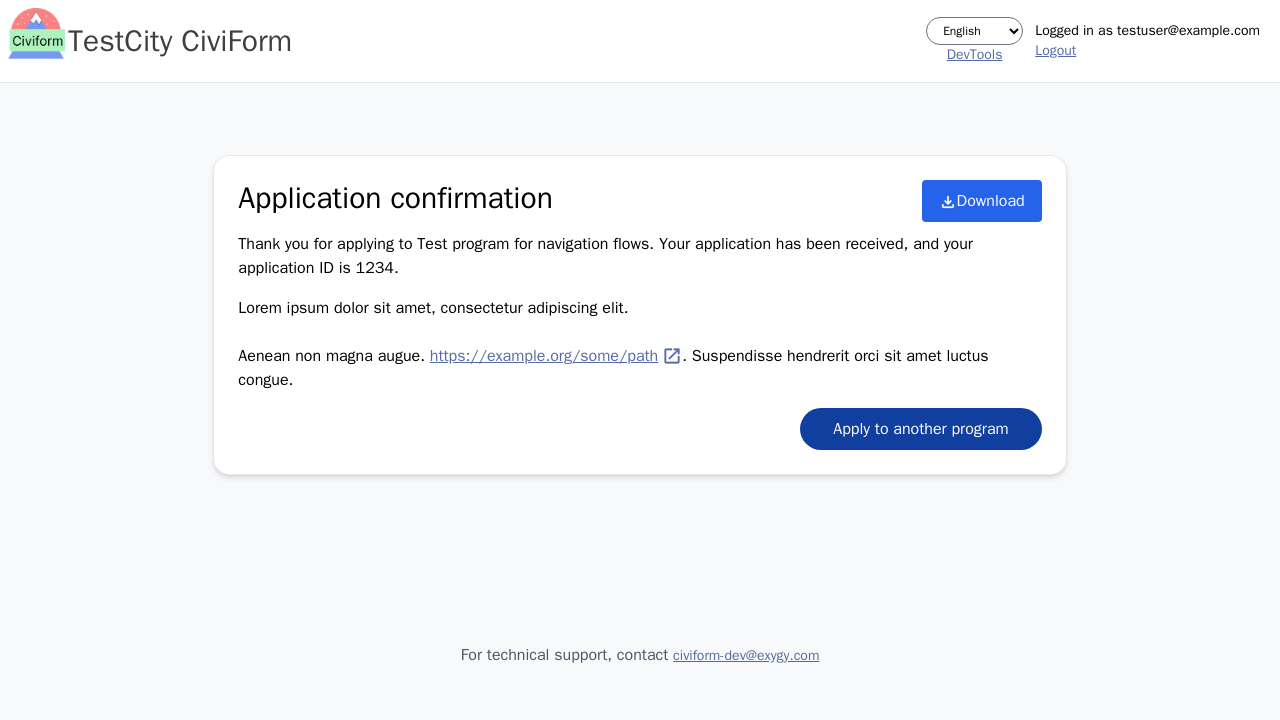 Civiform
TestCity CiviForm
English
DevTools
Logged in as testuser@example.com
Logout
Application confirmation
Download
Thank you for applying to Test program for navigation flows. Your application has been received, and your
application ID is 1234.
Lorem ipsum dolor sit amet, consectetur adipiscing elit.
Aenean non magna augue. https://example.org/some/path . Suspendisse hendrerit orci sit amet luctus
congue.
Apply to another program
For technical support, contact civiform-dev@exygy.com